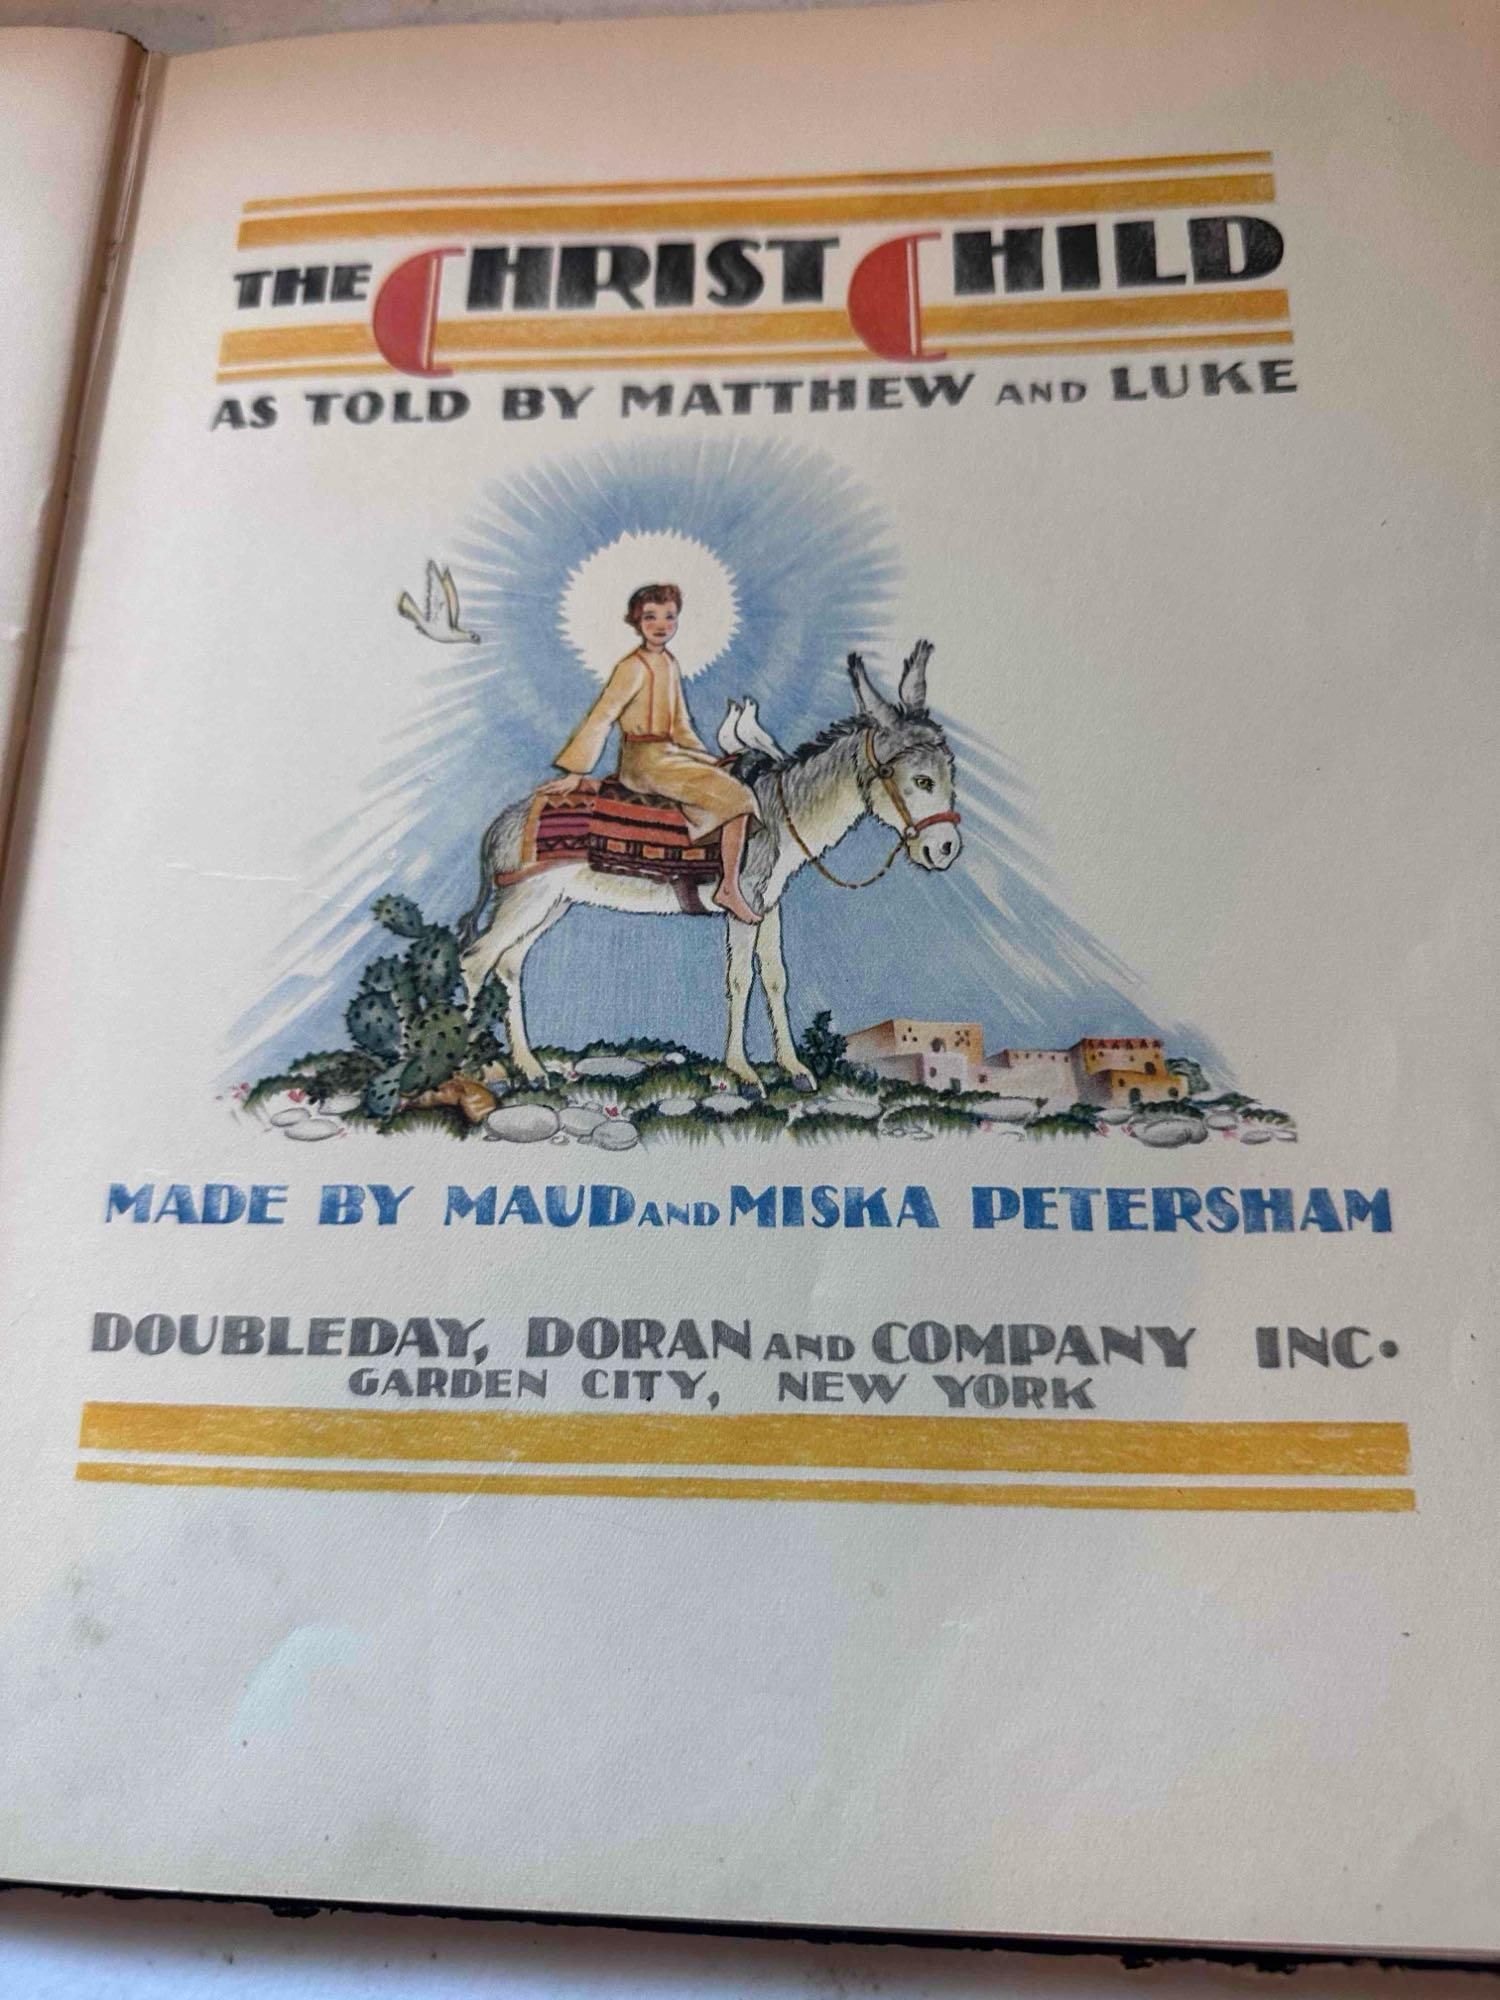 THE CHRIST CHILD
AS TOLD BY MATTHEW AND LUKE
MADE BY MAUD AND MISKA PETERSHAM
DOUBLEDAY, DORAN AND COMPANY INC.
GARDEN CITY, NEW YORK